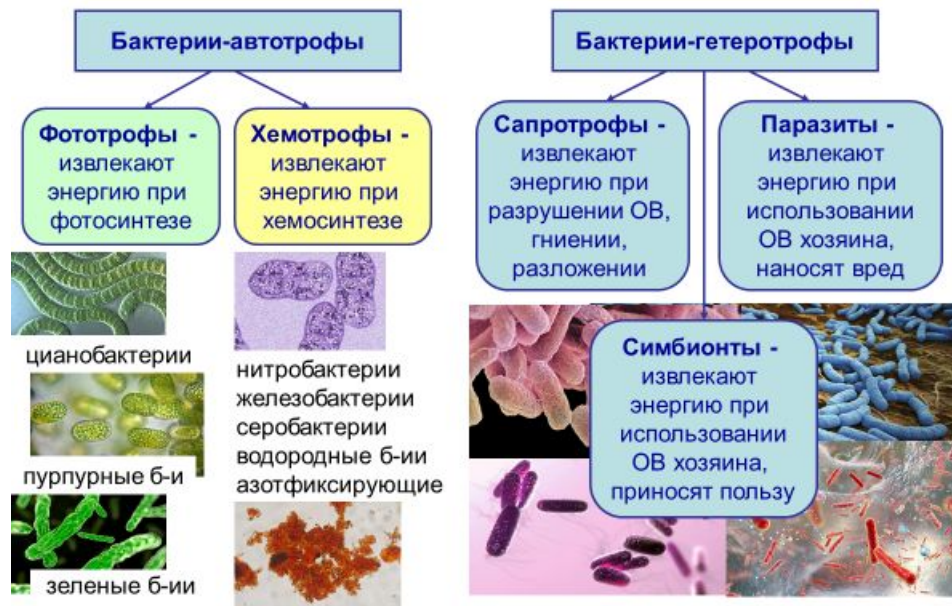 Бактерии-автотрофы
Фототрофы -
извлекают
энергию при
фотосинтезе
Хемотрофы -
извлекают
энергию при
хемосинтезе
цианобактерии
пурпурные б-и
зеленые б-ии
нитробактерии
железобактерии
серобактерии
водородные б-ии
азотфиксирующие
Бактерии-гетеротрофы
Сапротрофы -
извлекают
энергию при
разрушении ОВ,
гниении,
разложении
Паразиты -
извлекают
энергию при
использовании
ОВ хозяина,
наносят вред
Симбионты -
извлекают
энергию при
использовании
ОВ хозяина,
приносят пользу